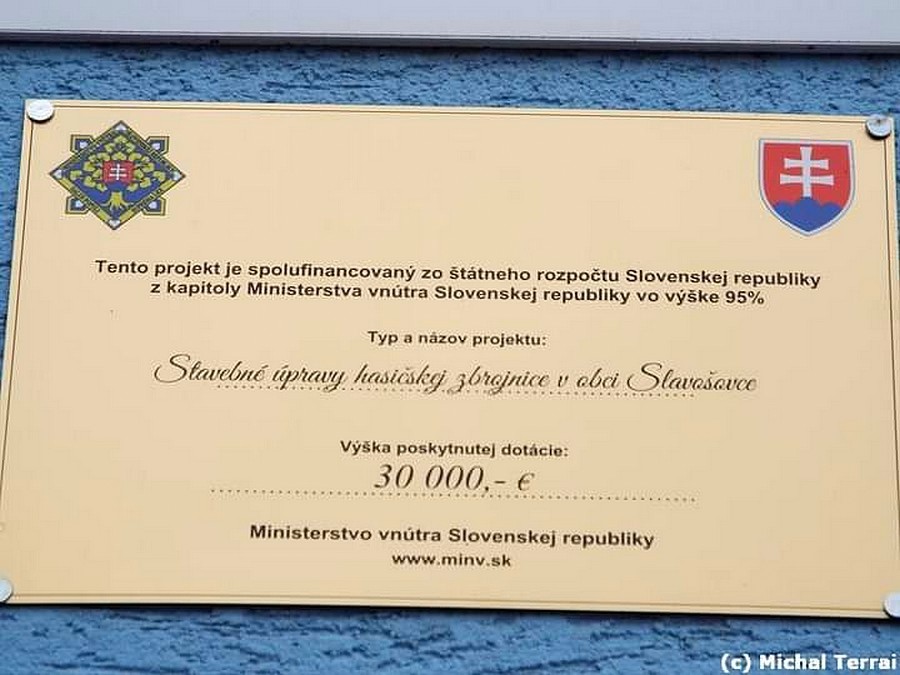 Tento projekt je spolufinancovaný zo štátneho rozpočtu Slovenskej republiky
z kapitoly Ministerstva vnútra Slovenskej republiky vo výške 95%
Typ a názov projektu:
Stavebné úpravy hasičskej zbrojnice v obci Slavošovce
Výška poskytnutej dotácie:
30 000,- €
Ministerstvo vnútra Slovenskej republiky
www.minv.sk
(c) Michal Terrai